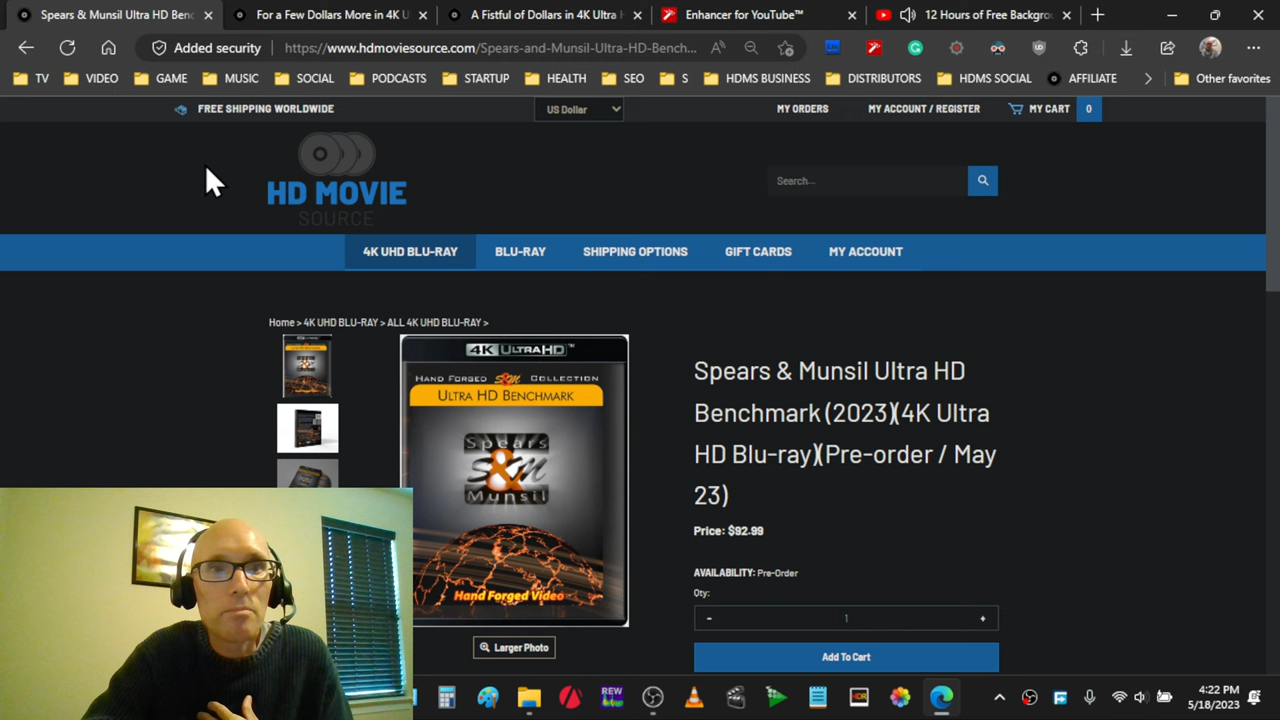 Spears & Munsil Ultra HD Benc
For a Few Dollars More in 4K U
A Fistful of Dollars in 4K Ultra
Enhancer for YouTube™
12 Hours of Free Backgro
Added security
https://www.hdmoviesource.com/Spears-and-Munsil-Ultra-HD-Bench...
TV VIDEO GAME MUSIC SOCIAL PODCASTS STARTUP HEALTH SEO S HDMS BUSINESS DISTRIBUTORS HDMS SOCIAL AFFILIATE Other favorites
FREE SHIPPING WORLDWIDE US Dollar MY ORDERS MY ACCOUNT / REGISTER MY CART 0
HD MOVIE
SOURCE
Search...
4K UHD BLU-RAY BLU-RAY SHIPPING OPTIONS GIFT CARDS MY ACCOUNT
Home > 4K UHD BLU-RAY > ALL 4K UHD BLU-RAY >
4K ULTRAHD™
HAND FORGED S&M COLLECTION
ULTRA HD BENCHMARK
Spears
S&M
Munsil
Hand Forged Video
Larger Photo
Spears & Munsil Ultra HD
Benchmark (2023)(4K Ultra
HD Blu-ray)(Pre-order / May
23)
Price: $92.99
AVAILABILITY: Pre-Order
Qty:
- 1 +
Add To Cart
REW
HDR
4:22 PM
5/18/2023